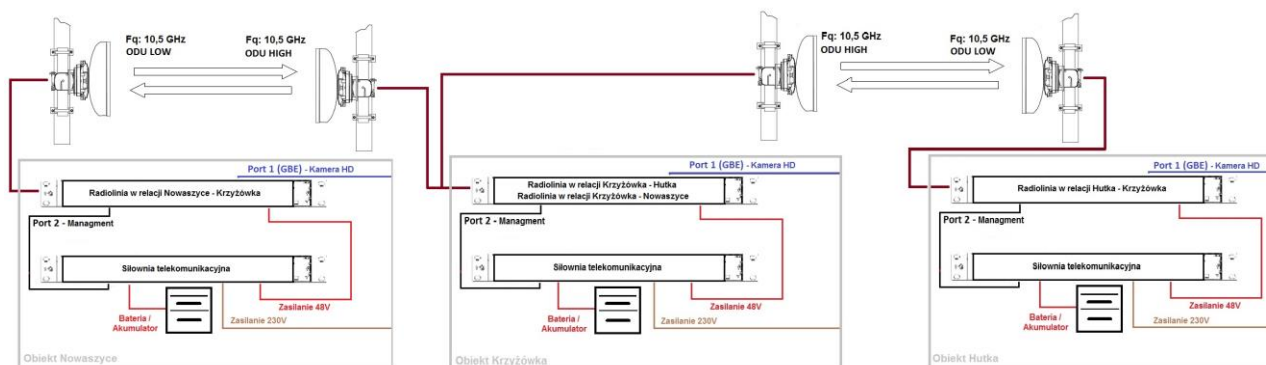 Fq: 10,5 GHz
ODU LOW
Fq: 10,5 GHz
ODU HIGH
Fq: 10,5 GHz
ODU HIGH
Fq: 10,5 GHz
ODU LOW
Port 1 (GBE) - Kamera HD
Radiolinia w relacji Nowaszyce - Krzyżówka
Port 2 - Managment
Siłownia telekomunikacyjna
Bateria /
Akumulator
Zasilanie 48V
Zasilanie 230V
Obiekt Nowaszyce
Port 1 (GBE) - Kamera HD
Radiolinia w relacji Krzyżówka - Hutka
Radiolinia w relacji Krzyżówka - Nowaszyce
Port 2 - Managment
Siłownia telekomunikacyjna
Bateria /
Akumulator
Zasilanie 48V
Zasilanie 230V
Obiekt Krzyżówka
Port 1 (GBE) - Kamera HD
Radiolinia w relacji Hutka - Krzyżówka
Port 2 - Managment
Siłownia telekomunikacyjna
Bateria /
Akumulator
Zasilanie 48V
Zasilanie 230V
Obiekt Hutka